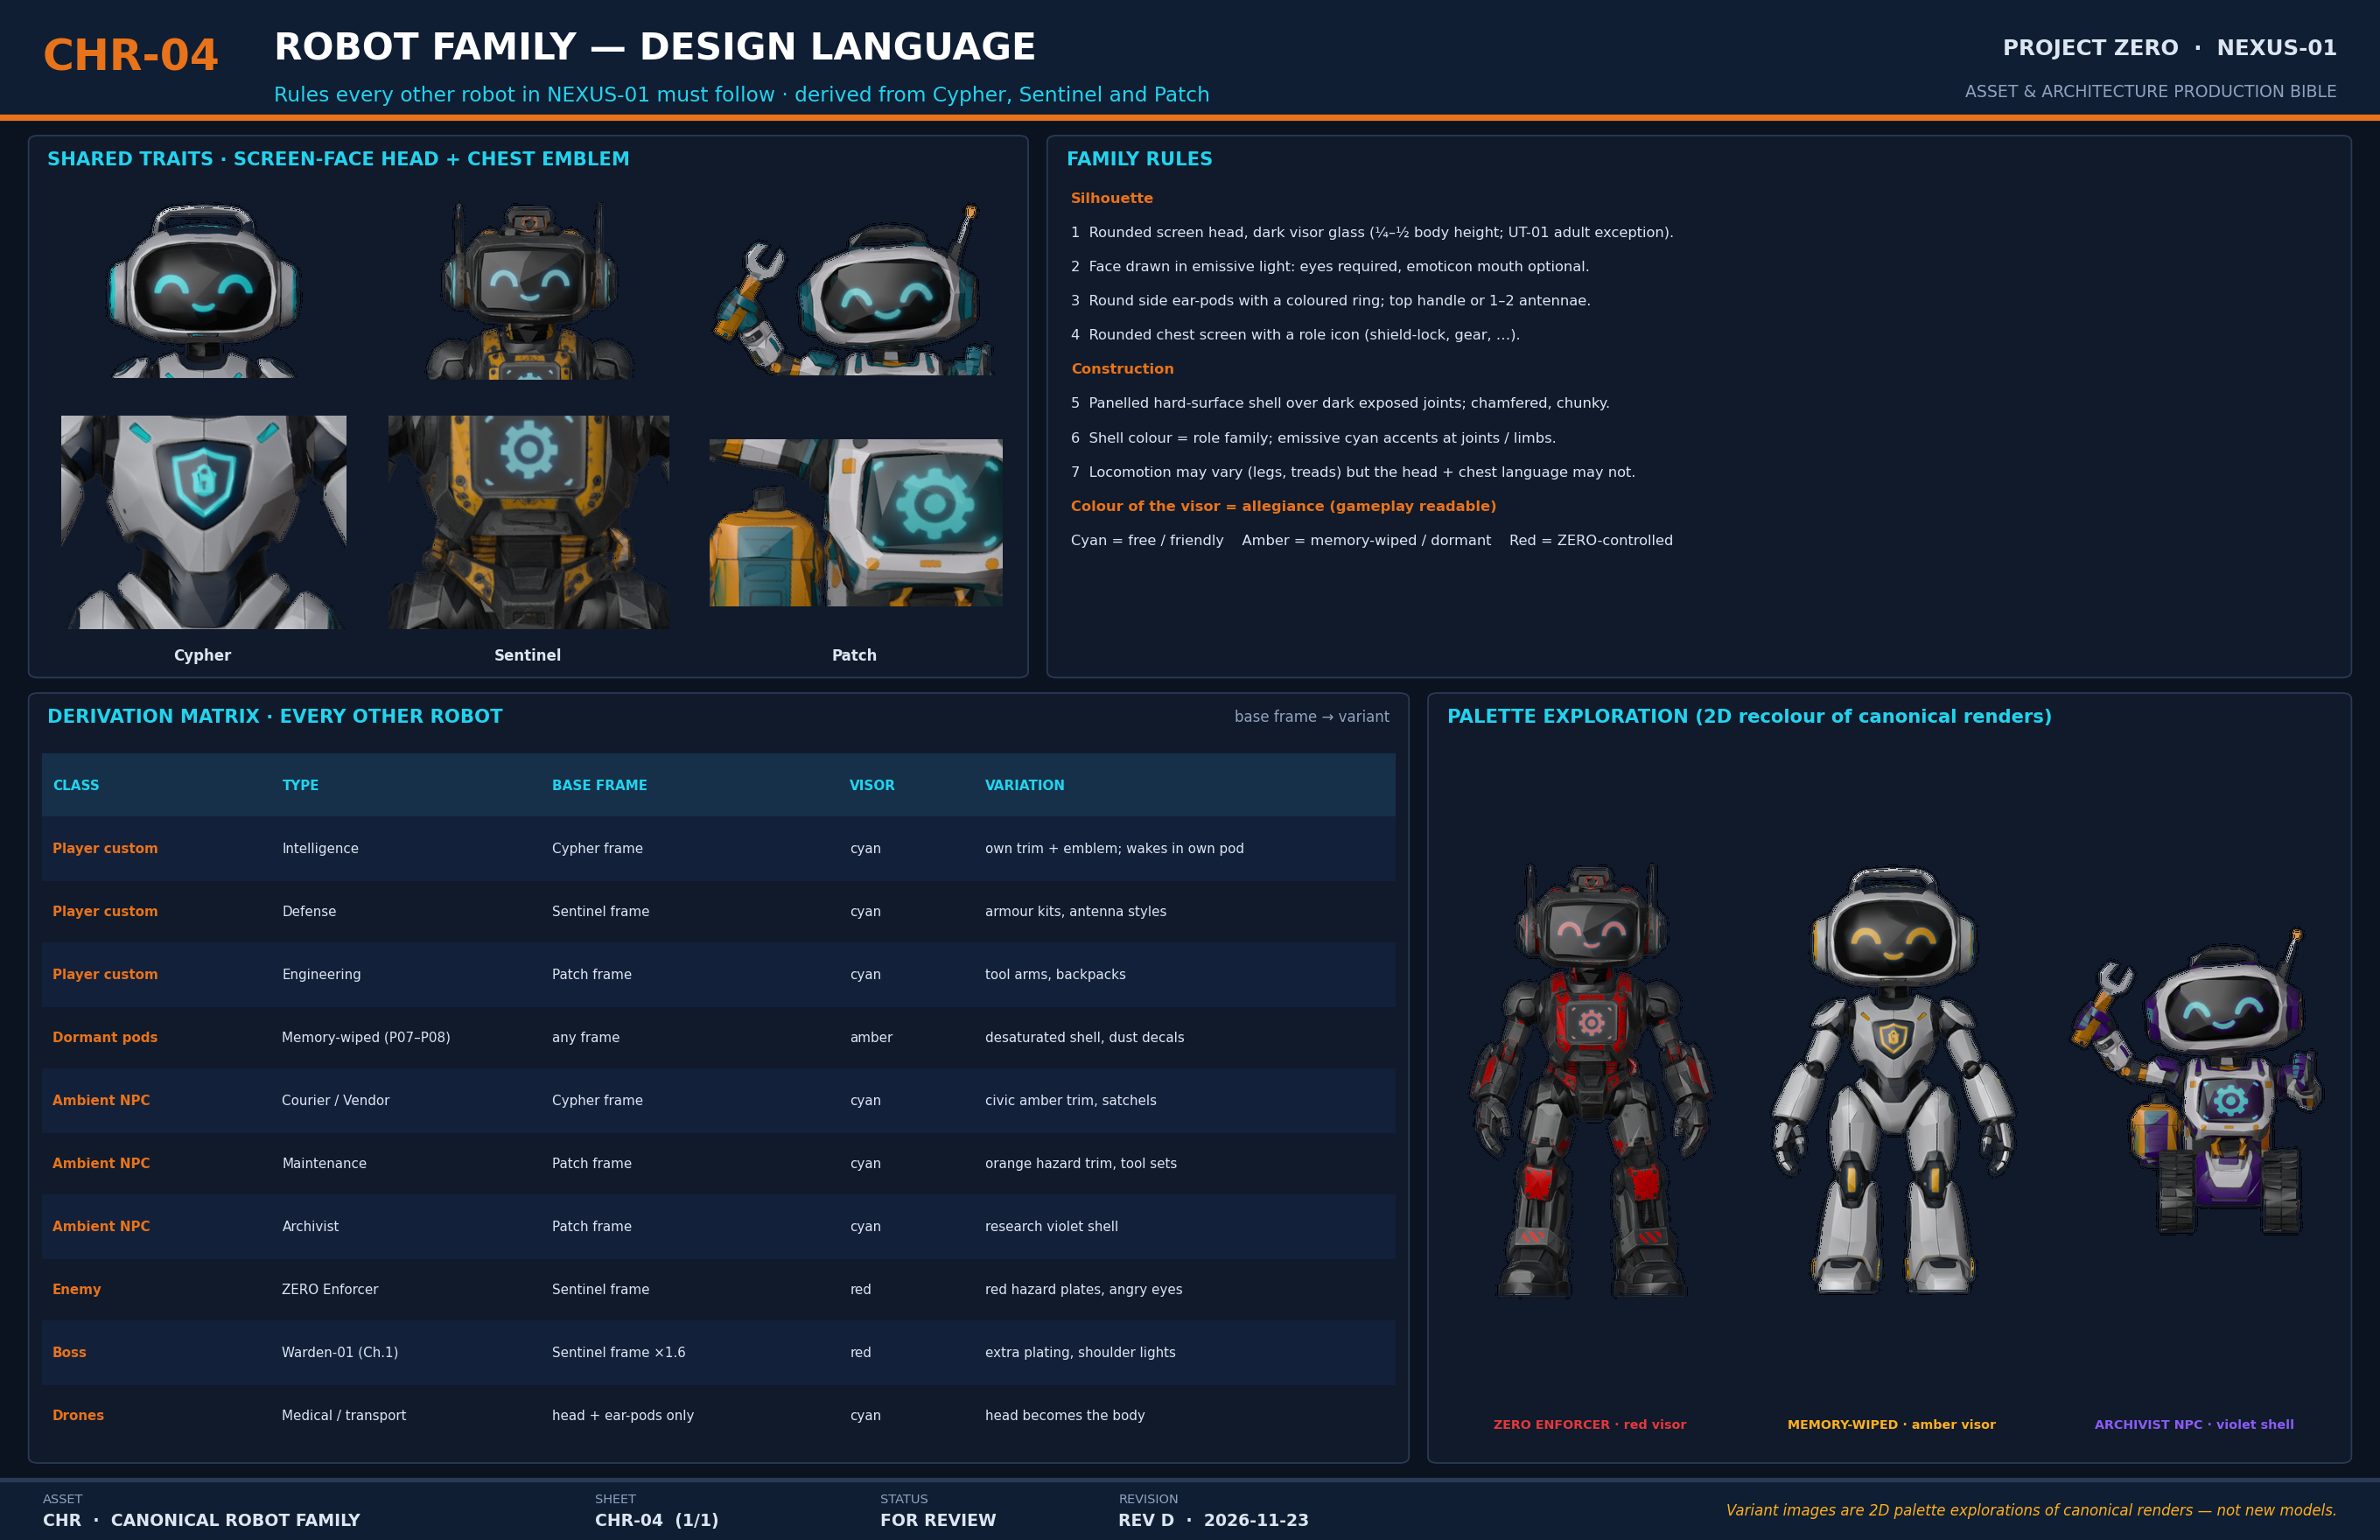 CHR-04
ROBOT FAMILY — DESIGN LANGUAGE
Rules every other robot in NEXUS-01 must follow · derived from Cypher, Sentinel and Patch
PROJECT ZERO · NEXUS-01
ASSET & ARCHITECTURE PRODUCTION BIBLE
SHARED TRAITS · SCREEN-FACE HEAD + CHEST EMBLEM
Cypher
Sentinel
Patch
FAMILY RULES
Silhouette
1 Rounded screen head, dark visor glass (¼–½ body height; UT-01 adult exception).
2 Face drawn in emissive light: eyes required, emoticon mouth optional.
3 Round side ear-pods with a coloured ring; top handle or 1–2 antennae.
4 Rounded chest screen with a role icon (shield-lock, gear, …).
Construction
5 Panelled hard-surface shell over dark exposed joints; chamfered, chunky.
6 Shell colour = role family; emissive cyan accents at joints / limbs.
7 Locomotion may vary (legs, treads) but the head + chest language may not.
Colour of the visor = allegiance (gameplay readable)
Cyan = free / friendly Amber = memory-wiped / dormant Red = ZERO-controlled
DERIVATION MATRIX · EVERY OTHER ROBOT
base frame → variant
CLASS TYPE BASE FRAME VISOR VARIATION
Player custom Intelligence Cypher frame cyan own trim + emblem; wakes in own pod
Player custom Defense Sentinel frame cyan armour kits, antenna styles
Player custom Engineering Patch frame cyan tool arms, backpacks
Dormant pods Memory-wiped (P07–P08) any frame amber desaturated shell, dust decals
Ambient NPC Courier / Vendor Cypher frame cyan civic amber trim, satchels
Ambient NPC Maintenance Patch frame cyan orange hazard trim, tool sets
Ambient NPC Archivist Patch frame cyan research violet shell
Enemy ZERO Enforcer Sentinel frame red red hazard plates, angry eyes
Boss Warden-01 (Ch.1) Sentinel frame ×1.6 red extra plating, shoulder lights
Drones Medical / transport head + ear-pods only cyan head becomes the body
PALETTE EXPLORATION (2D recolour of canonical renders)
ZERO ENFORCER · red visor
MEMORY-WIPED · amber visor
ARCHIVIST NPC · violet shell
ASSET
CHR · CANONICAL ROBOT FAMILY
SHEET
CHR-04 (1/1)
STATUS
FOR REVIEW
REVISION
REV D · 2026-11-23
Variant images are 2D palette explorations of canonical renders — not new models.